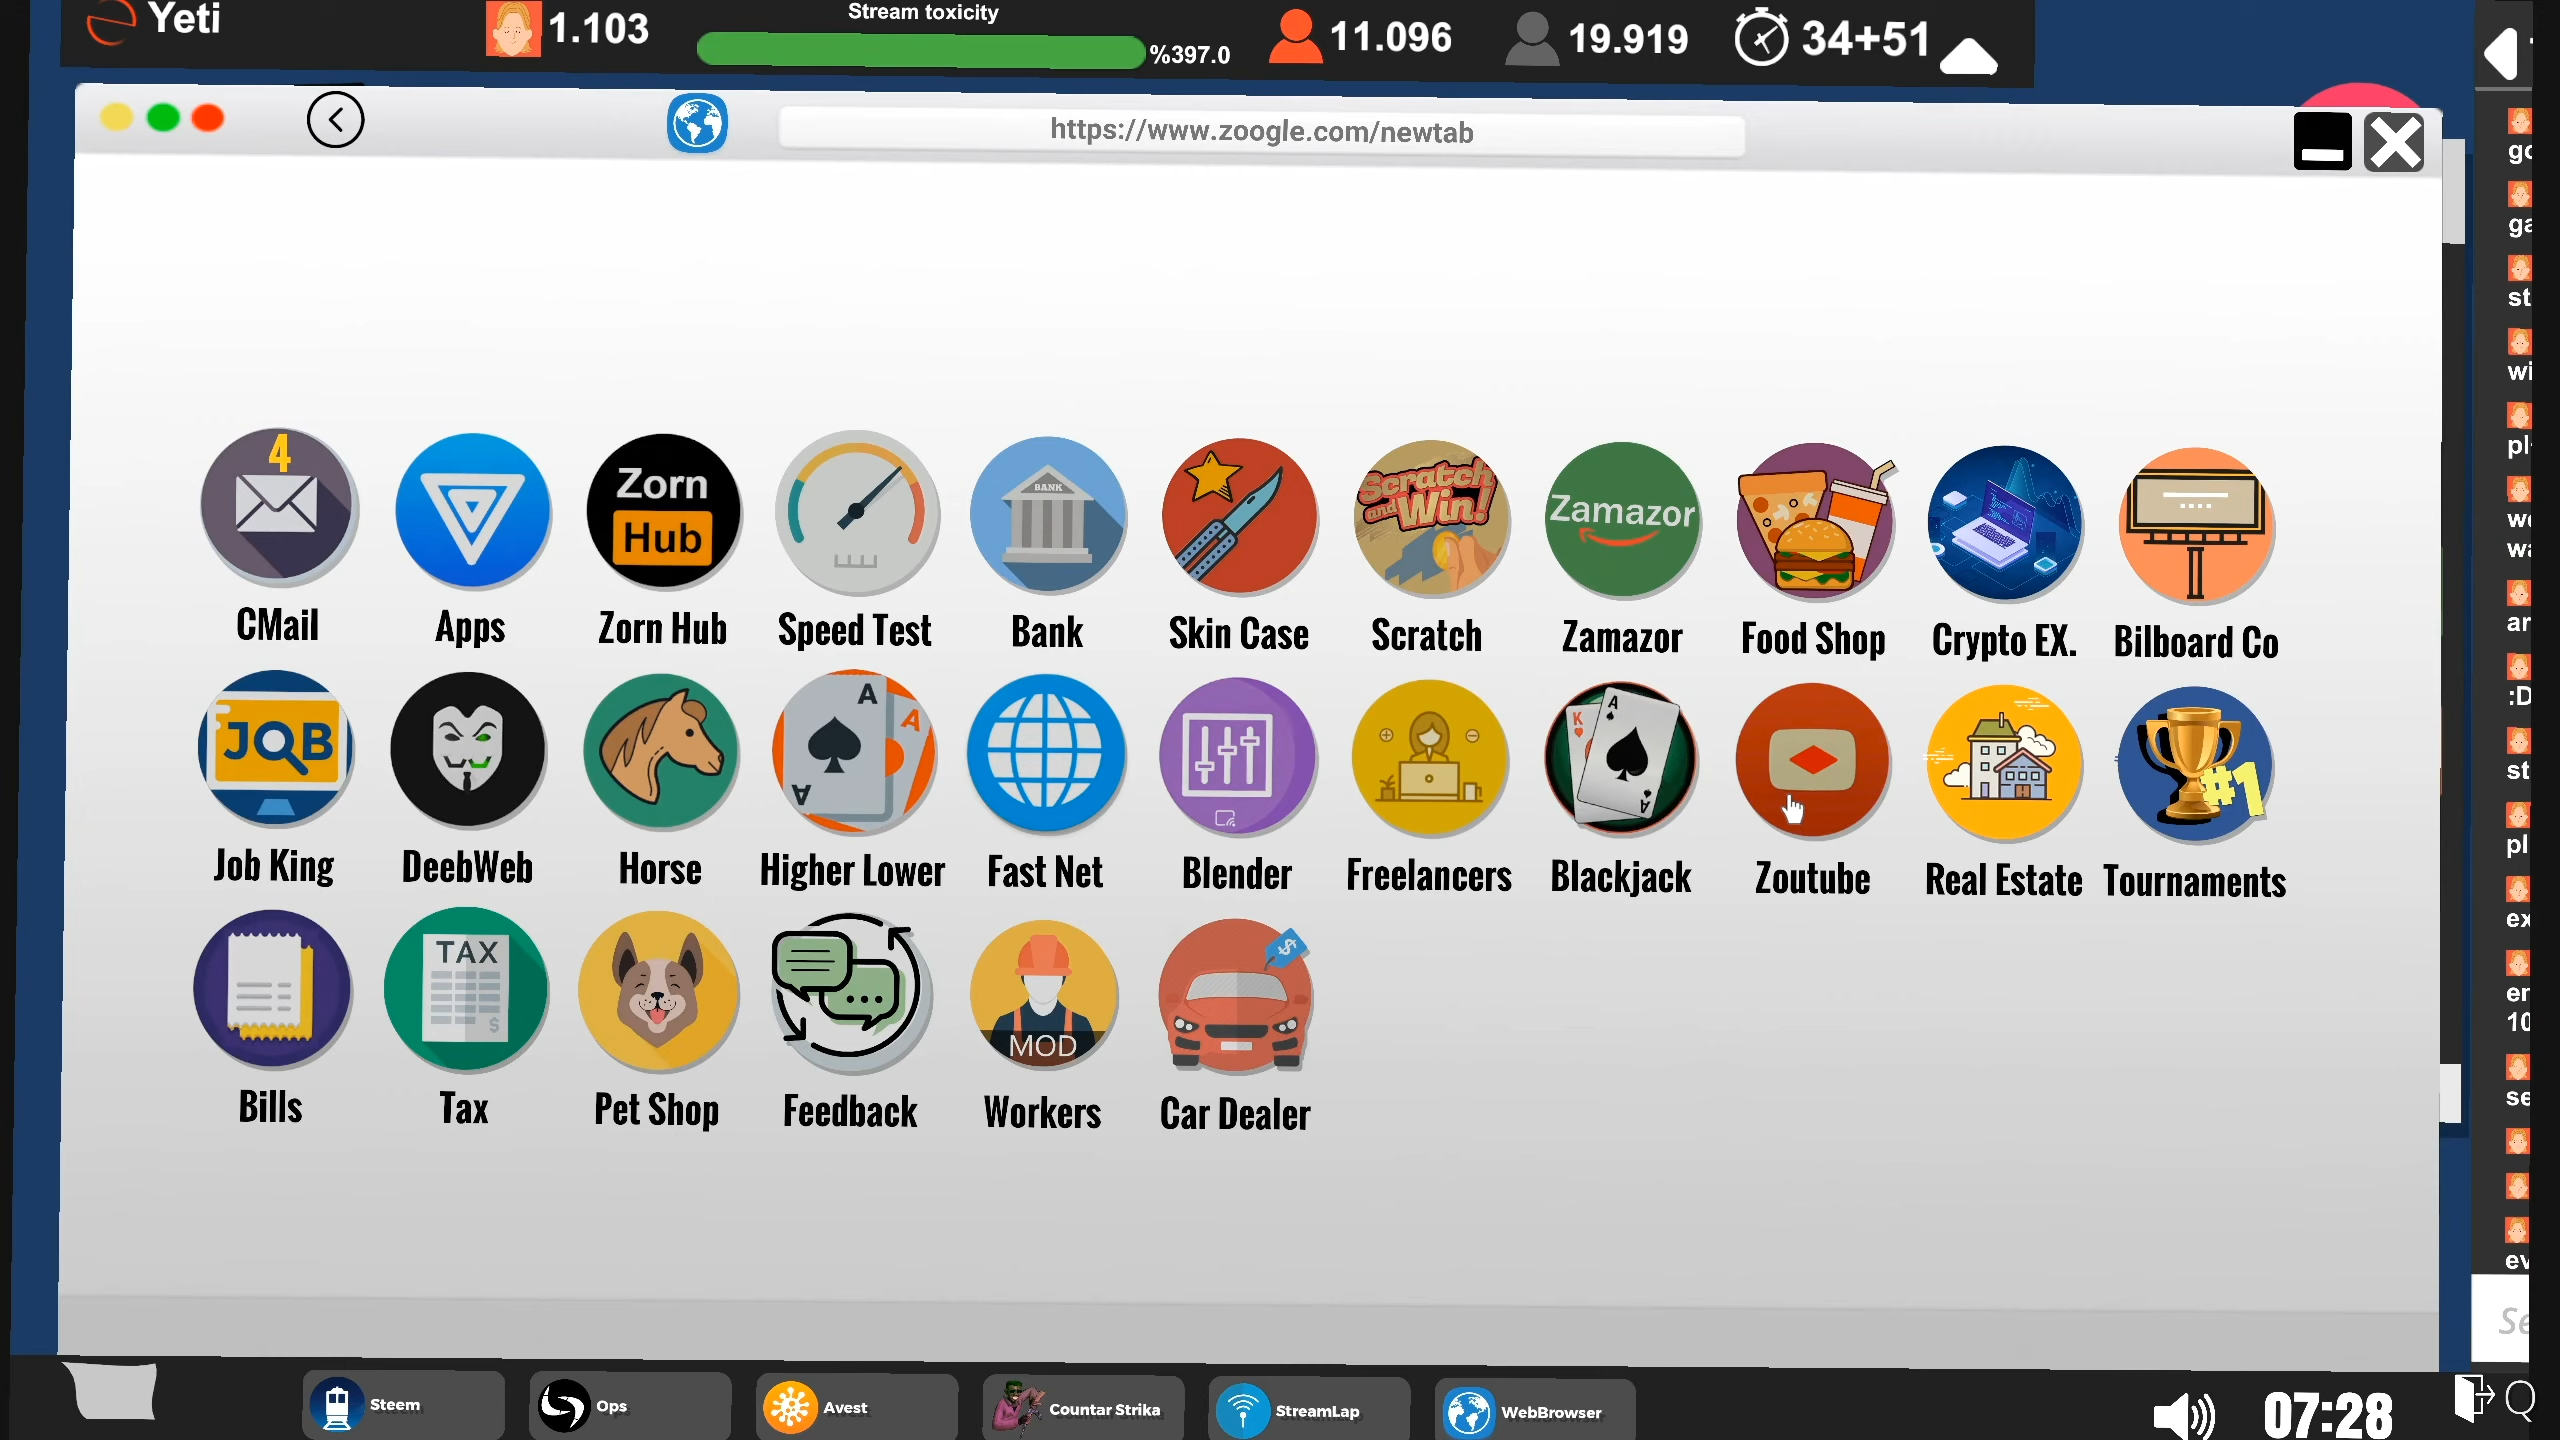 Yeti
1.103
Stream toxicity
%397.0
11.096
19.919
34+51
https://www.zoogle.com/newtab
4
CMail
Apps
Zorn
Hub
Zorn Hub
Speed Test
BANK
Bank
Skin Case
Scratch
and Win!
Scratch
Zamazor
Zamazor
Food Shop
Crypto EX.
Bilboard Co
JOB
Job King
DeebWeb
Horse
A
A
A
Higher Lower
Fast Net
Blender
Freelancers
K
A
A
Blackjack
Zoutube
Real Estate
#1
Tournaments
Bills
TAX
$
Tax
Pet Shop
Feedback
MOD
Workers
$
Car Dealer
:D
10
Steem
Ops
Avest
Countar Strika
StreamLap
WebBrowser
07:28
Q